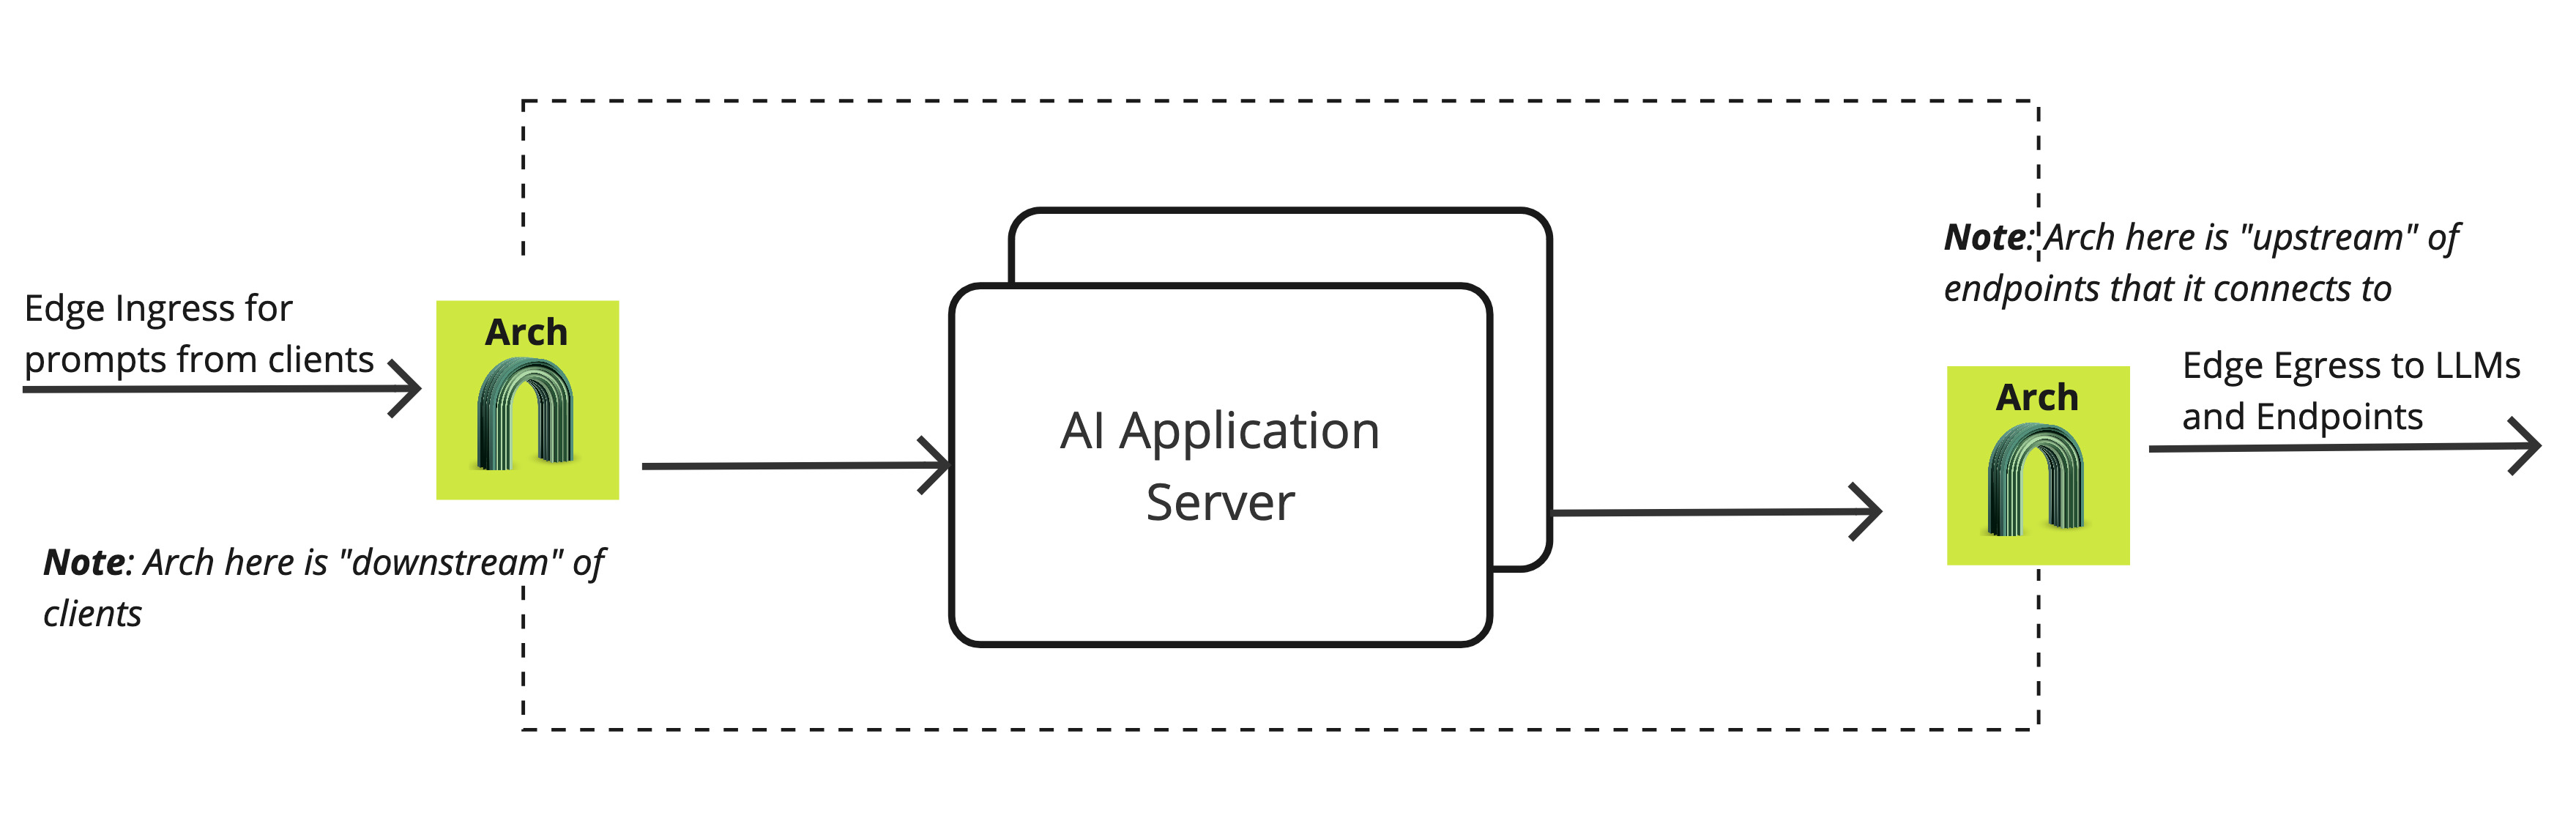 Edge Ingress for
prompts from clients
Arch
Note: Arch here is "downstream" of
clients
AI Application
Server
Note: Arch here is "upstream" of
endpoints that it connects to
Arch
Edge Egress to LLMs
and Endpoints